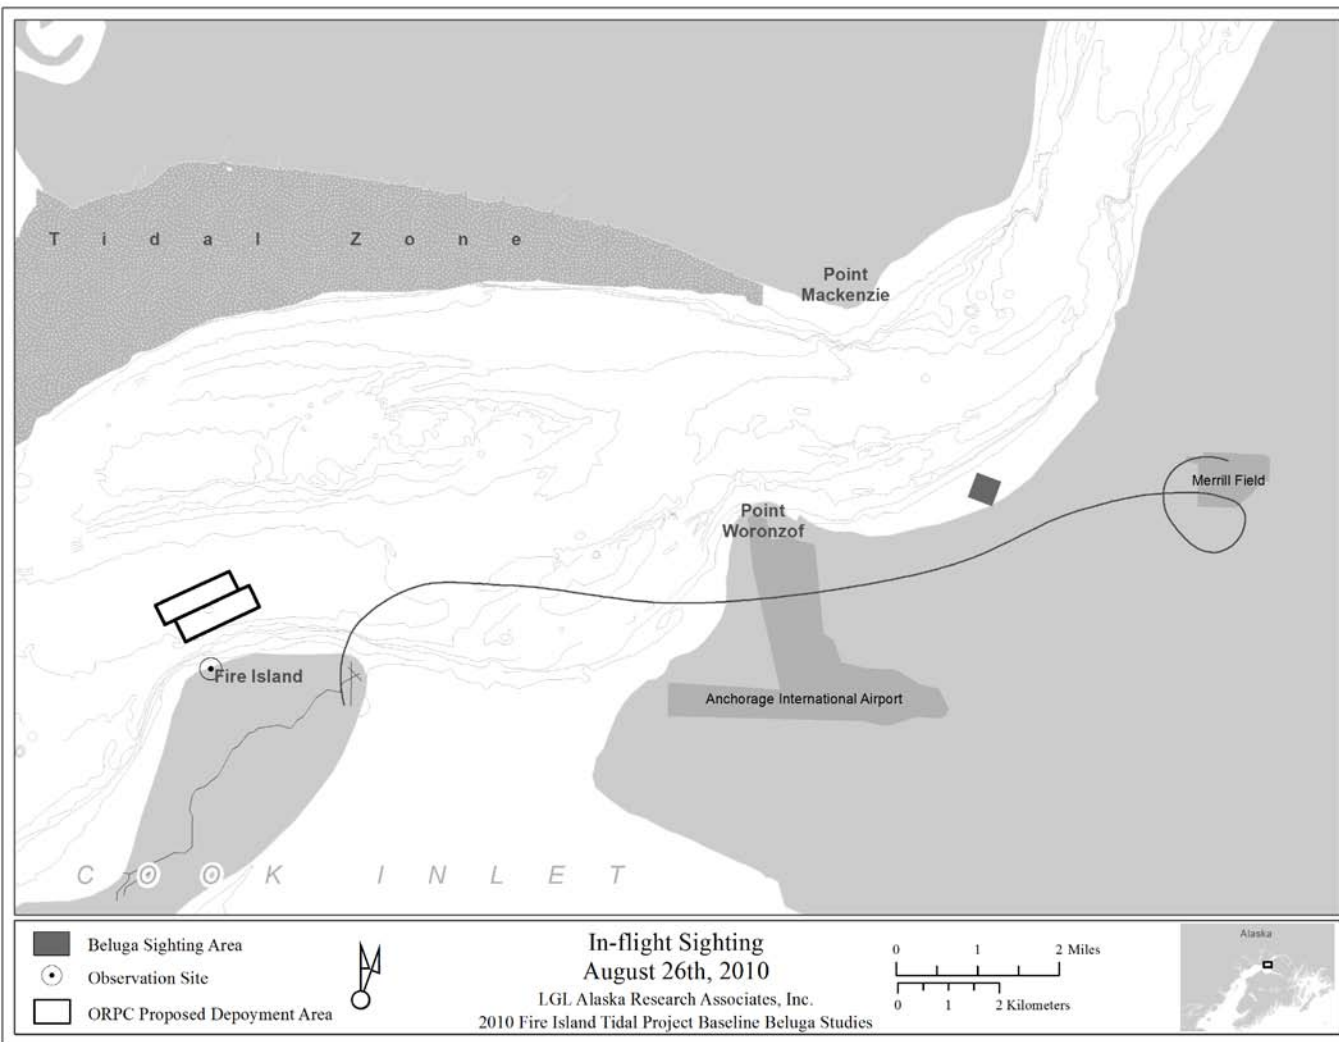 Tidal Zone
Point
Mackenzie
Merrill Field
Point
Woronzof
Fire Island
Anchorage International Airport
COOK INLET
Beluga Sighting Area
Observation Site
ORPC Proposed Depoyment Area
N
In-flight Sighting
August 26th, 2010
LGL Alaska Research Associates, Inc.
2010 Fire Island Tidal Project Baseline Beluga Studies
0 1 2 Miles
0 1 2 Kilometers
Alaska